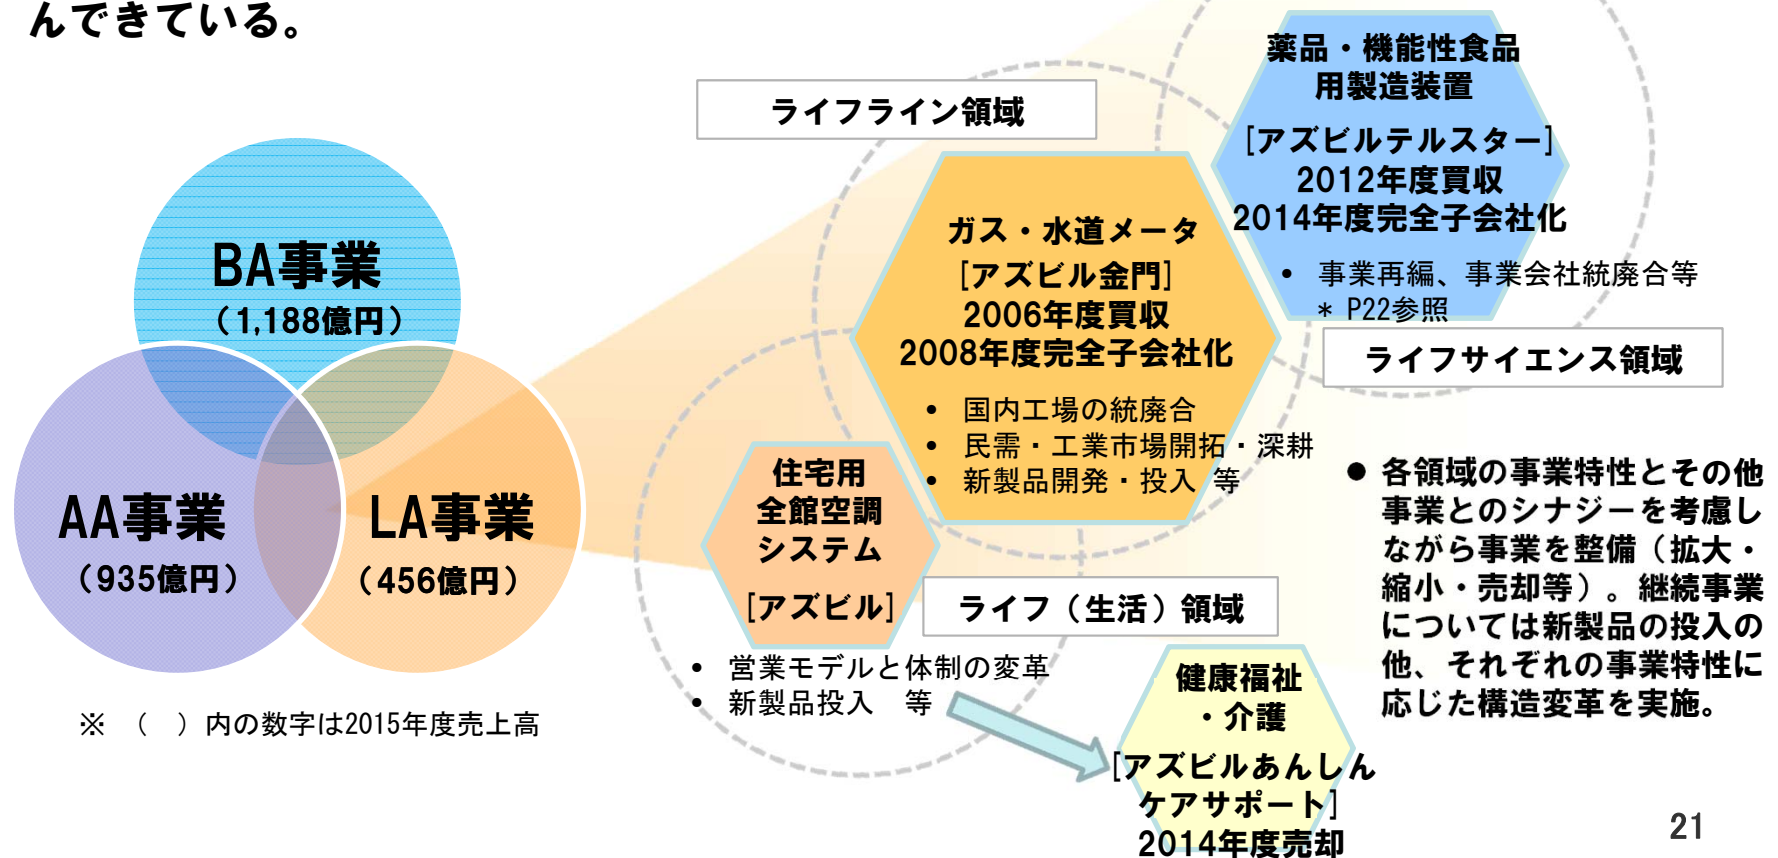 んできている。
BA事業
（1,188億円）
AA事業
（935億円）
LA事業
（456億円）
※　（　）内の数字は2015年度売上高
ライフライン領域
ガス・水道メータ
[アズビル金門]
2006年度買収
2008年度完全子会社化
• 国内工場の統廃合
• 民需・工業市場開拓・深耕
• 新製品開発・投入 等
薬品・機能性食品
用製造装置
[アズビルテルスター]
2012年度買収
2014年度完全子会社化
• 事業再編、事業会社統廃合等
* P22参照
ライフサイエンス領域
住宅用
全館空調
システム
[アズビル]
• 営業モデルと体制の変革
• 新製品投入　等
ライフ（生活）領域
健康福祉
・介護
[アズビルあんしん
ケアサポート]
2014年度売却
● 各領域の事業特性とその他
事業とのシナジーを考慮し
ながら事業を整備（拡大・
縮小・売却等）。継続事業
については新製品の投入の
他、それぞれの事業特性に
応じた構造変革を実施。
21